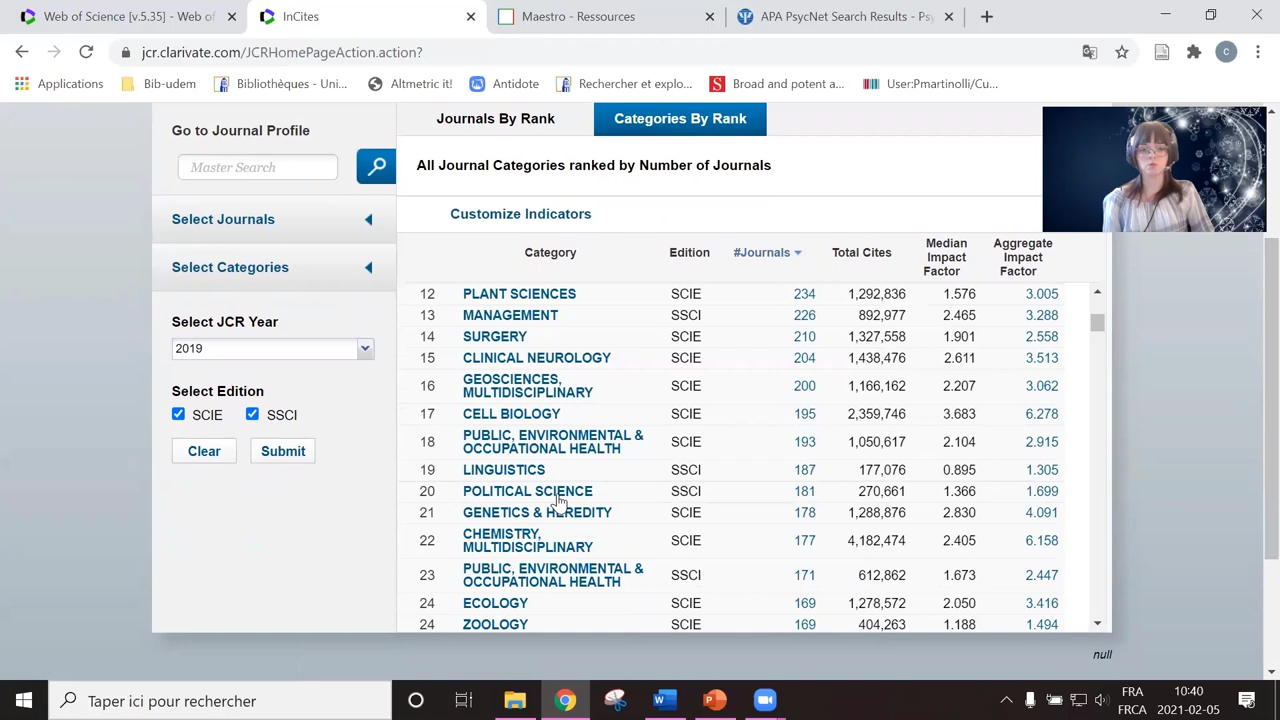 Web of Science [v.5.35] - Web of
InCites
Maestro - Ressources
APA PsycNet Search Results - Psy
jcr.clarivate.com/JCRHomePageAction.action?
C
Applications
Bib-udem
Bibliothèques - Uni...
Altmetric it!
Antidote
Rechercher et explo...
Broad and potent a...
User:Pmartinolli/Cu...
Go to Journal Profile
Master Search
Select Journals
Select Categories
Select JCR Year
2019
Select Edition
SCIE SSCI
Clear Submit
Journals By Rank
Categories By Rank
All Journal Categories ranked by Number of Journals
Customize Indicators
Category Edition #Journals Total Cites Median Impact Factor Aggregate Impact Factor
12 PLANT SCIENCES SCIE 234 1,292,836 1.576 3.005
13 MANAGEMENT SSCI 226 892,977 2.465 3.288
14 SURGERY SCIE 210 1,327,558 1.901 2.558
15 CLINICAL NEUROLOGY SCIE 204 1,438,476 2.611 3.513
16 GEOSCIENCES, MULTIDISCIPLINARY SCIE 200 1,166,162 2.207 3.062
17 CELL BIOLOGY SCIE 195 2,359,746 3.683 6.278
18 PUBLIC, ENVIRONMENTAL & OCCUPATIONAL HEALTH SCIE 193 1,050,617 2.104 2.915
19 LINGUISTICS SSCI 187 177,076 0.895 1.305
20 POLITICAL SCIENCE SSCI 181 270,661 1.366 1.699
21 GENETICS & HEREDITY SCIE 178 1,288,876 2.830 4.091
22 CHEMISTRY, MULTIDISCIPLINARY SCIE 177 4,182,474 2.405 6.158
23 PUBLIC, ENVIRONMENTAL & OCCUPATIONAL HEALTH SSCI 171 612,862 1.673 2.447
24 ECOLOGY SCIE 169 1,278,572 2.050 3.416
24 ZOOLOGY SCIE 169 404,263 1.188 1.494
null
Taper ici pour rechercher
FRA
FRCA
10:40
2021-02-05